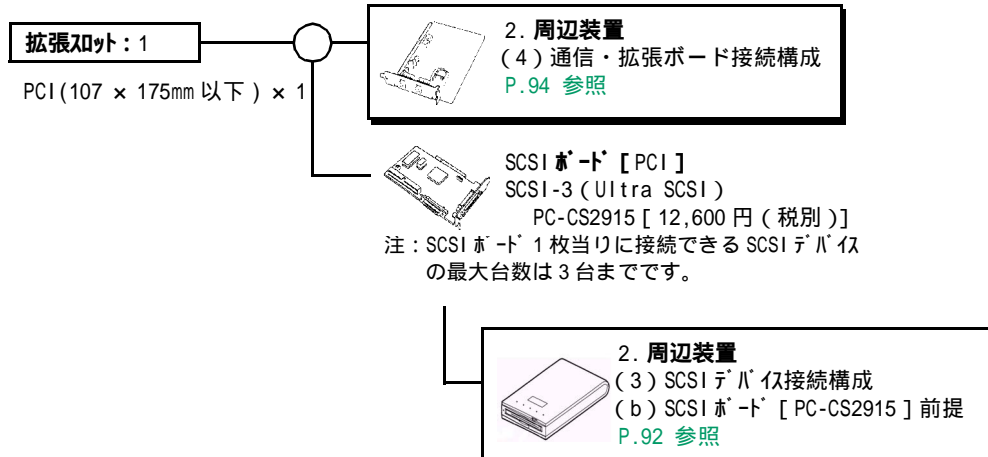 拡張スロット：1
PCI(107 × 175mm 以下 ) × 1
2. 周辺装置
(4) 通信・拡張ボード接続構成
P.94 参照
SCSI ボード [ PCI ]
SCSI-3 ( Ultra SCSI )
PC-CS2915 [ 12,600 円 ( 税別 )]
注：SCSI ボード 1 枚当りに接続できる SCSI デバイス
の最大台数は 3 台までです。
2. 周辺装置
(3) SCSI デバイス接続構成
(b) SCSI ボード [ PC-CS2915 ] 前提
P.92 参照